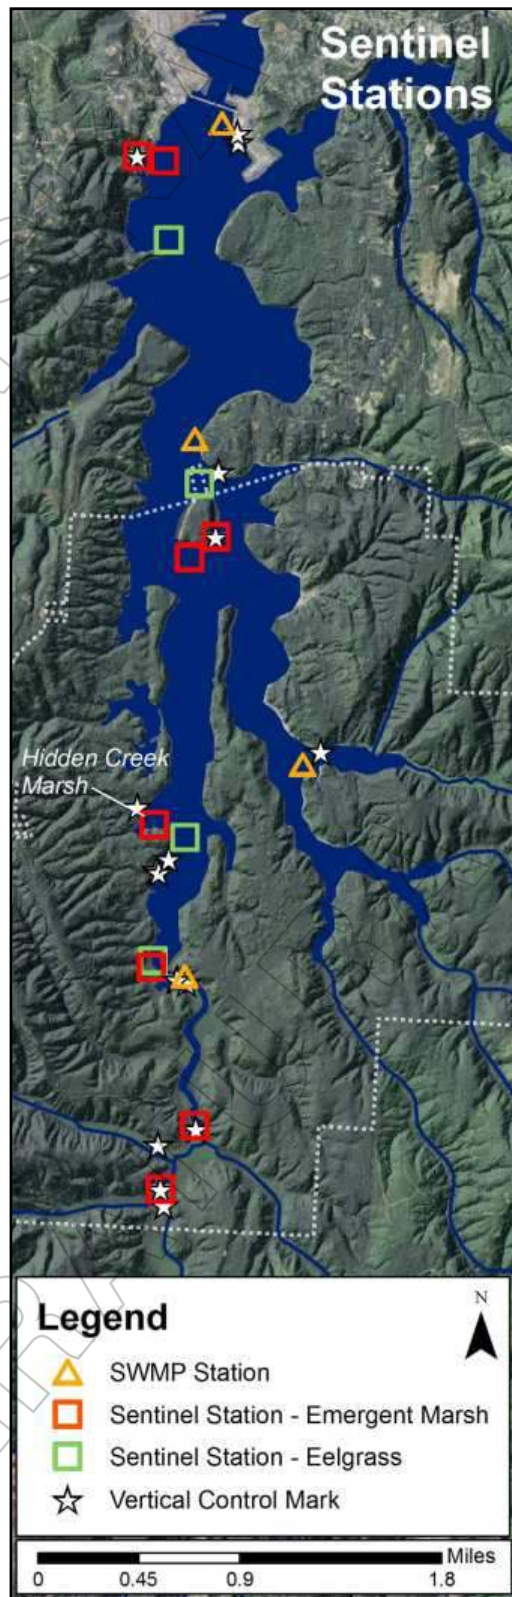 Sentinel
Stations
Hidden Creek
Marsh
Legend
N
SWMP Station
Sentinel Station - Emergent Marsh
Sentinel Station - Eelgrass
Vertical Control Mark
Miles
0 0.45 0.9 1.8